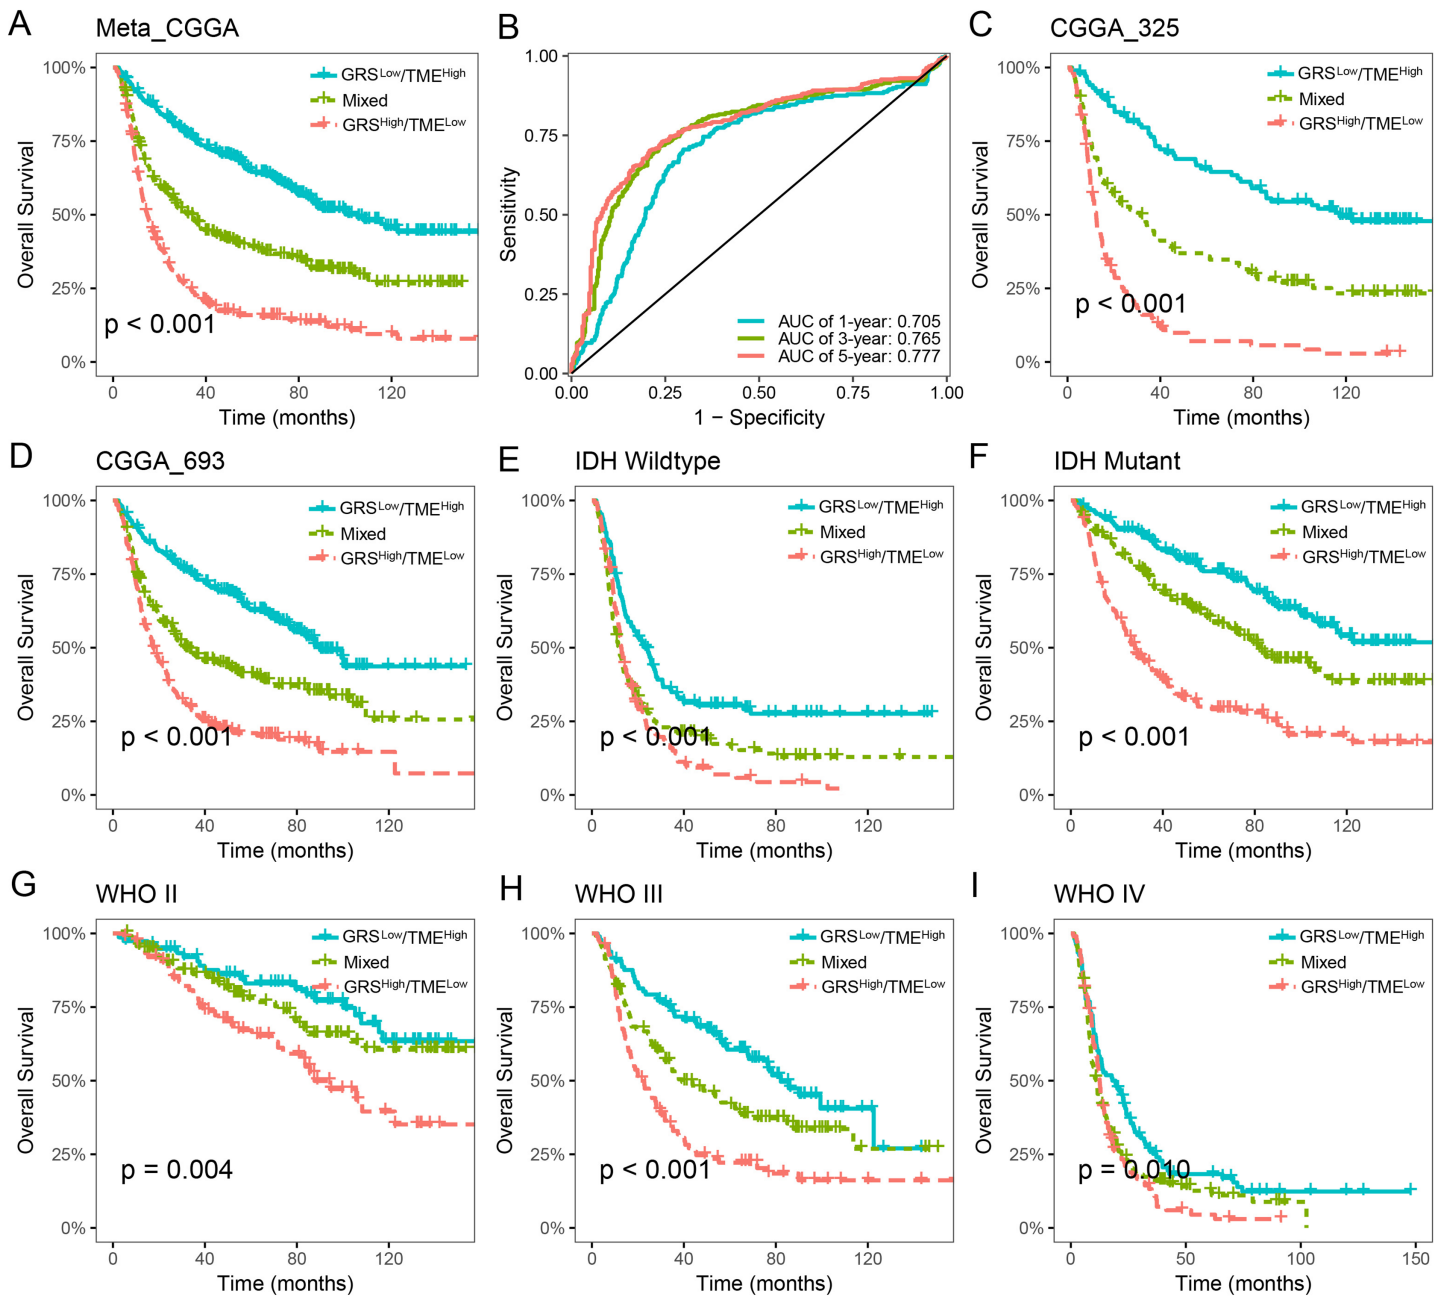 A
Meta_CGGA
Overall Survival
100%
75%
50%
25%
0%
GRSLow/TMEHigh
Mixed
GRSHigh/TMELow
p < 0.001
0 40 80 120
Time (months)
B
Sensitivity
1.00
0.75
0.50
0.25
0.00
AUC of 1-year: 0.705
AUC of 3-year: 0.765
AUC of 5-year: 0.777
0.00 0.25 0.50 0.75 1.00
1 − Specificity
C
CGGA_325
Overall Survival
100%
75%
50%
25%
0%
GRSLow/TMEHigh
Mixed
GRSHigh/TMELow
p < 0.001
0 40 80 120
Time (months)
D
CGGA_693
Overall Survival
100%
75%
50%
25%
0%
GRSLow/TMEHigh
Mixed
GRSHigh/TMELow
p < 0.001
0 40 80 120
Time (months)
E
IDH Wildtype
Overall Survival
100%
75%
50%
25%
0%
GRSLow/TMEHigh
Mixed
GRSHigh/TMELow
p < 0.001
0 40 80 120
Time (months)
F
IDH Mutant
Overall Survival
100%
75%
50%
25%
0%
GRSLow/TMEHigh
Mixed
GRSHigh/TMELow
p < 0.001
0 40 80 120
Time (months)
G
WHO II
Overall Survival
100%
75%
50%
25%
0%
GRSLow/TMEHigh
Mixed
GRSHigh/TMELow
p = 0.004
0 40 80 120
Time (months)
H
WHO III
Overall Survival
100%
75%
50%
25%
0%
GRSLow/TMEHigh
Mixed
GRSHigh/TMELow
p < 0.001
0 40 80 120
Time (months)
I
WHO IV
Overall Survival
100%
75%
50%
25%
0%
GRSLow/TMEHigh
Mixed
GRSHigh/TMELow
p = 0.010
0 50 100 150
Time (months)